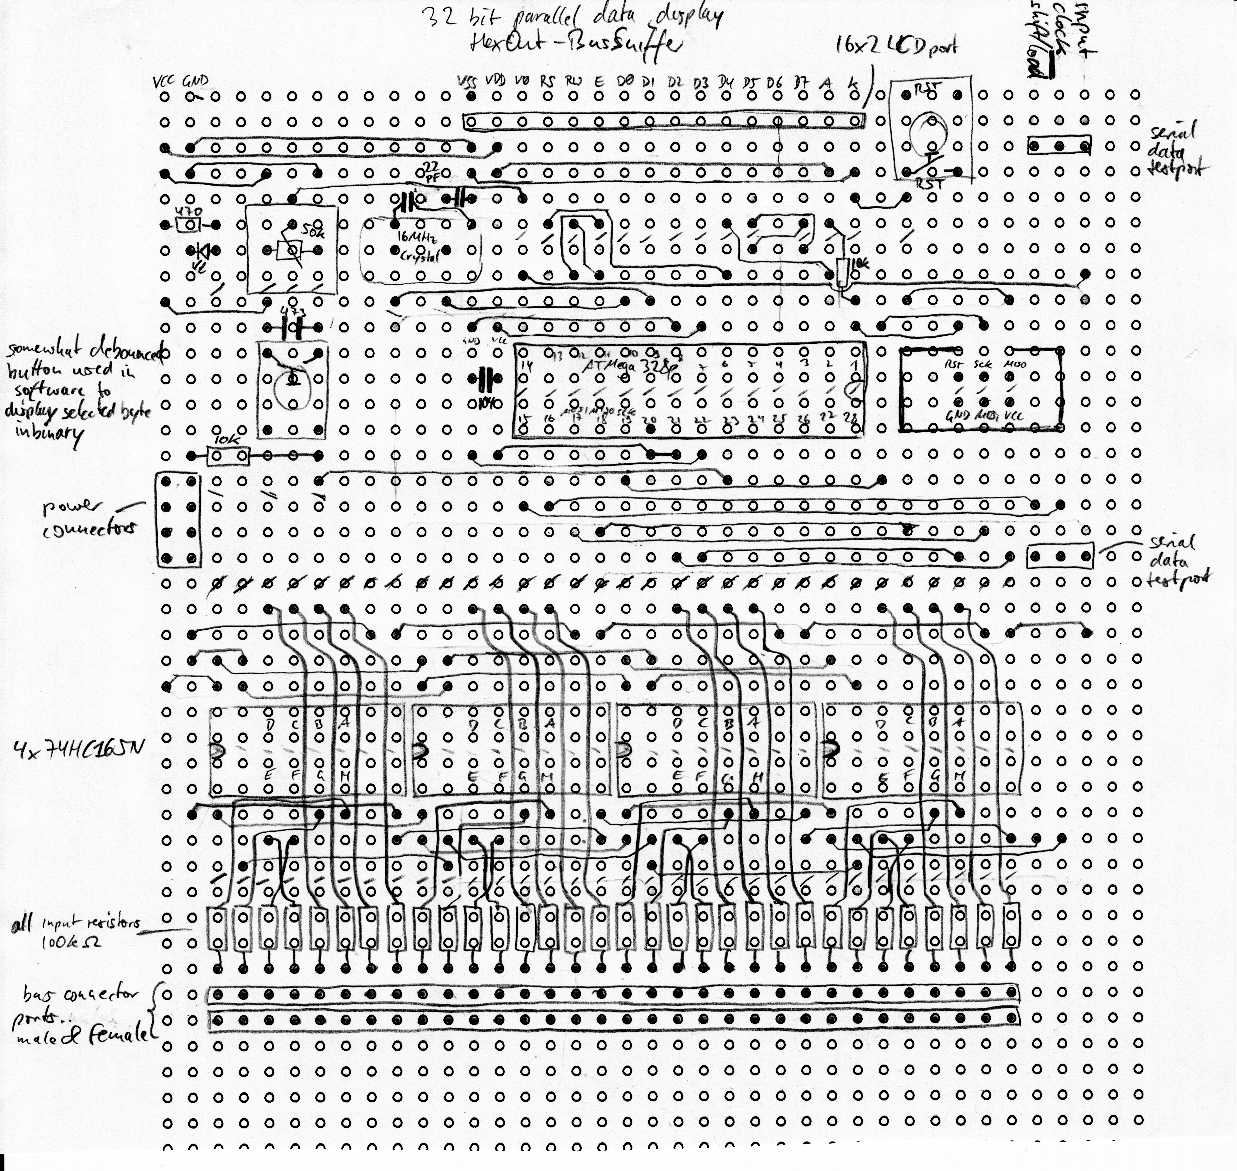 32 bit parallel data display
HexOut-BusSniffer
16x2 LCD port
input
clock
shift/load
VCC GND
VSS VDD V0 RS RW E D0 D1 D2 D3 D4 D5 D6 D7 A K
RST
RST
serial
data
testport
22
pF
470
50k
16MHz
Crystal
10k
473
GND VCC
somewhat debounced
button used in
software to
display selected byte
in binary
14 13 12 11 10 9 8 7 6 5 4 3 2 1
ATMega 328p
104
15 16 17 18 19 20 21 22 23 24 25 26 27 28
RST SCK MISO
GND MOSI VCC
10k
power
connectors
serial
data
testport
4x74HC165N
D C B A D C B A D C B A D C B A
E F G H E F G H E F G H E F G H
all input resistors
100k Ω
bus connector
ports..
male & female